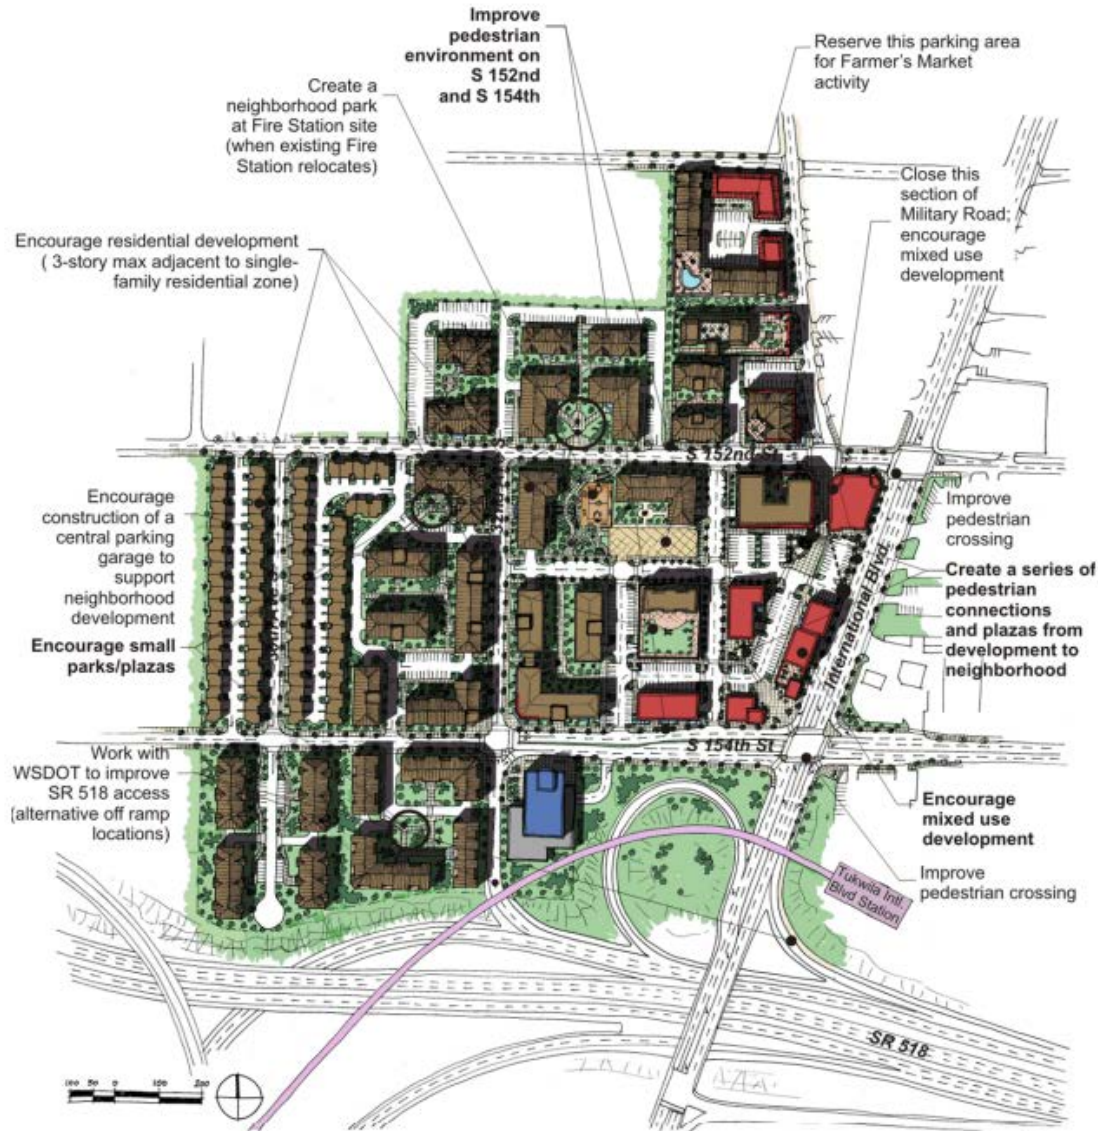 Improve
pedestrian
environment on
S 152nd
and S 154th
Reserve this parking area
for Farmer's Market
activity
Create a
neighborhood park
at Fire Station site
(when existing Fire
Station relocates)
Close this
section of
Military Road;
encourage
mixed use
development
Encourage residential development
( 3-story max adjacent to single-
family residential zone)
S 152nd St
Encourage
construction of a
central parking
garage to
support
neighborhood
development
Encourage small
parks/plazas
Improve
pedestrian
crossing
Create a series of
pedestrian
connections
and plazas from
development to
neighborhood
International Blvd.
S 154th St
Work with
WSDOT to improve
SR 518 access
(alternative off ramp
locations)
Encourage
mixed use
development
Improve
pedestrian crossing
Tukwila Intl.
Blvd Station
SR 518
100 50 0 100 200